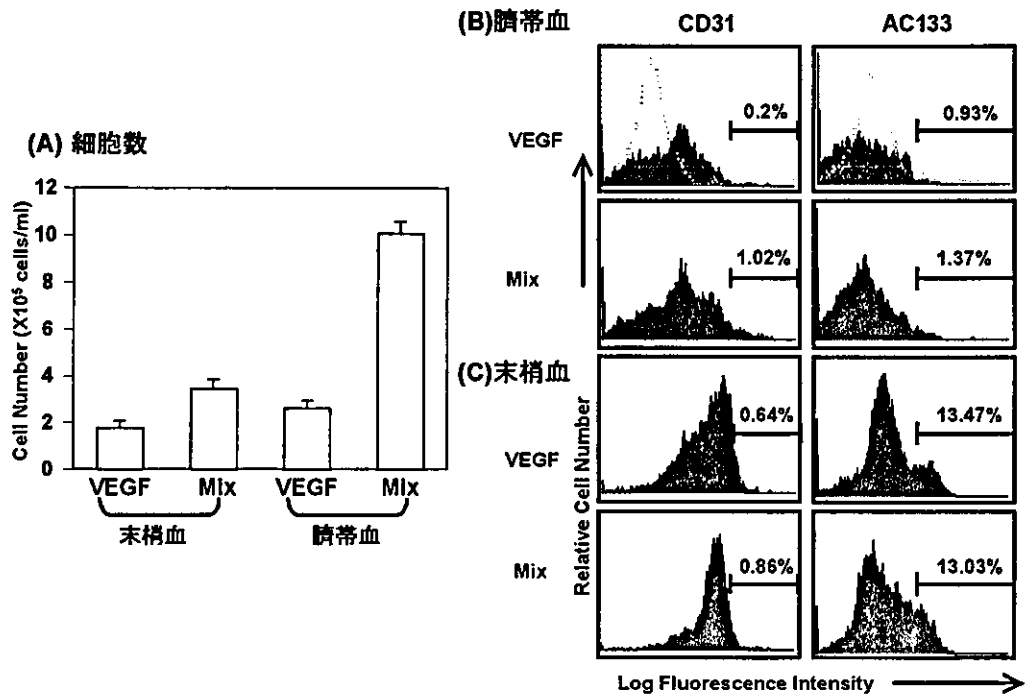 (A) 細胞数
Cell Number (X10⁵ cells/ml)
12
10
8
6
4
2
0
VEGF
Mix
VEGF
Mix
末梢血
臍帯血
(B)臍帯血
CD31
AC133
VEGF
0.2%
0.93%
Mix
1.02%
1.37%
(C)末梢血
VEGF
0.64%
13.47%
Mix
0.86%
13.03%
Relative Cell Number
Log Fluorescence Intensity